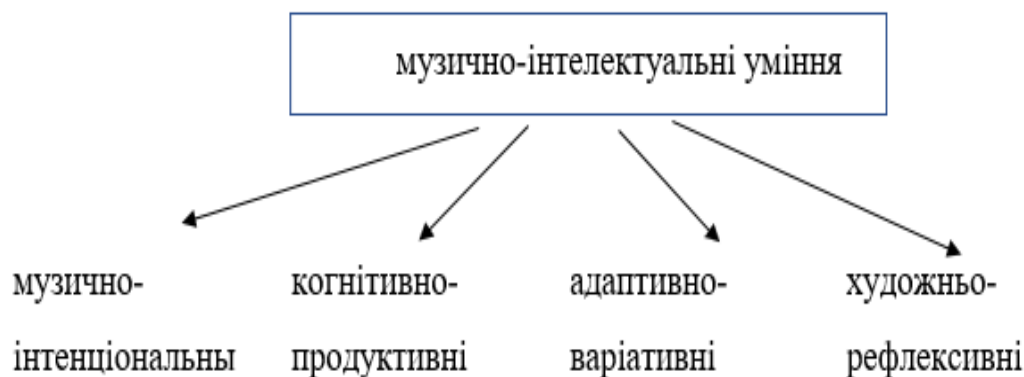 музично-інтелектуальні уміння
музично-
інтенціональны
когнітивно-
продуктивні
адаптивно-
варіативні
художньо-
рефлексивні